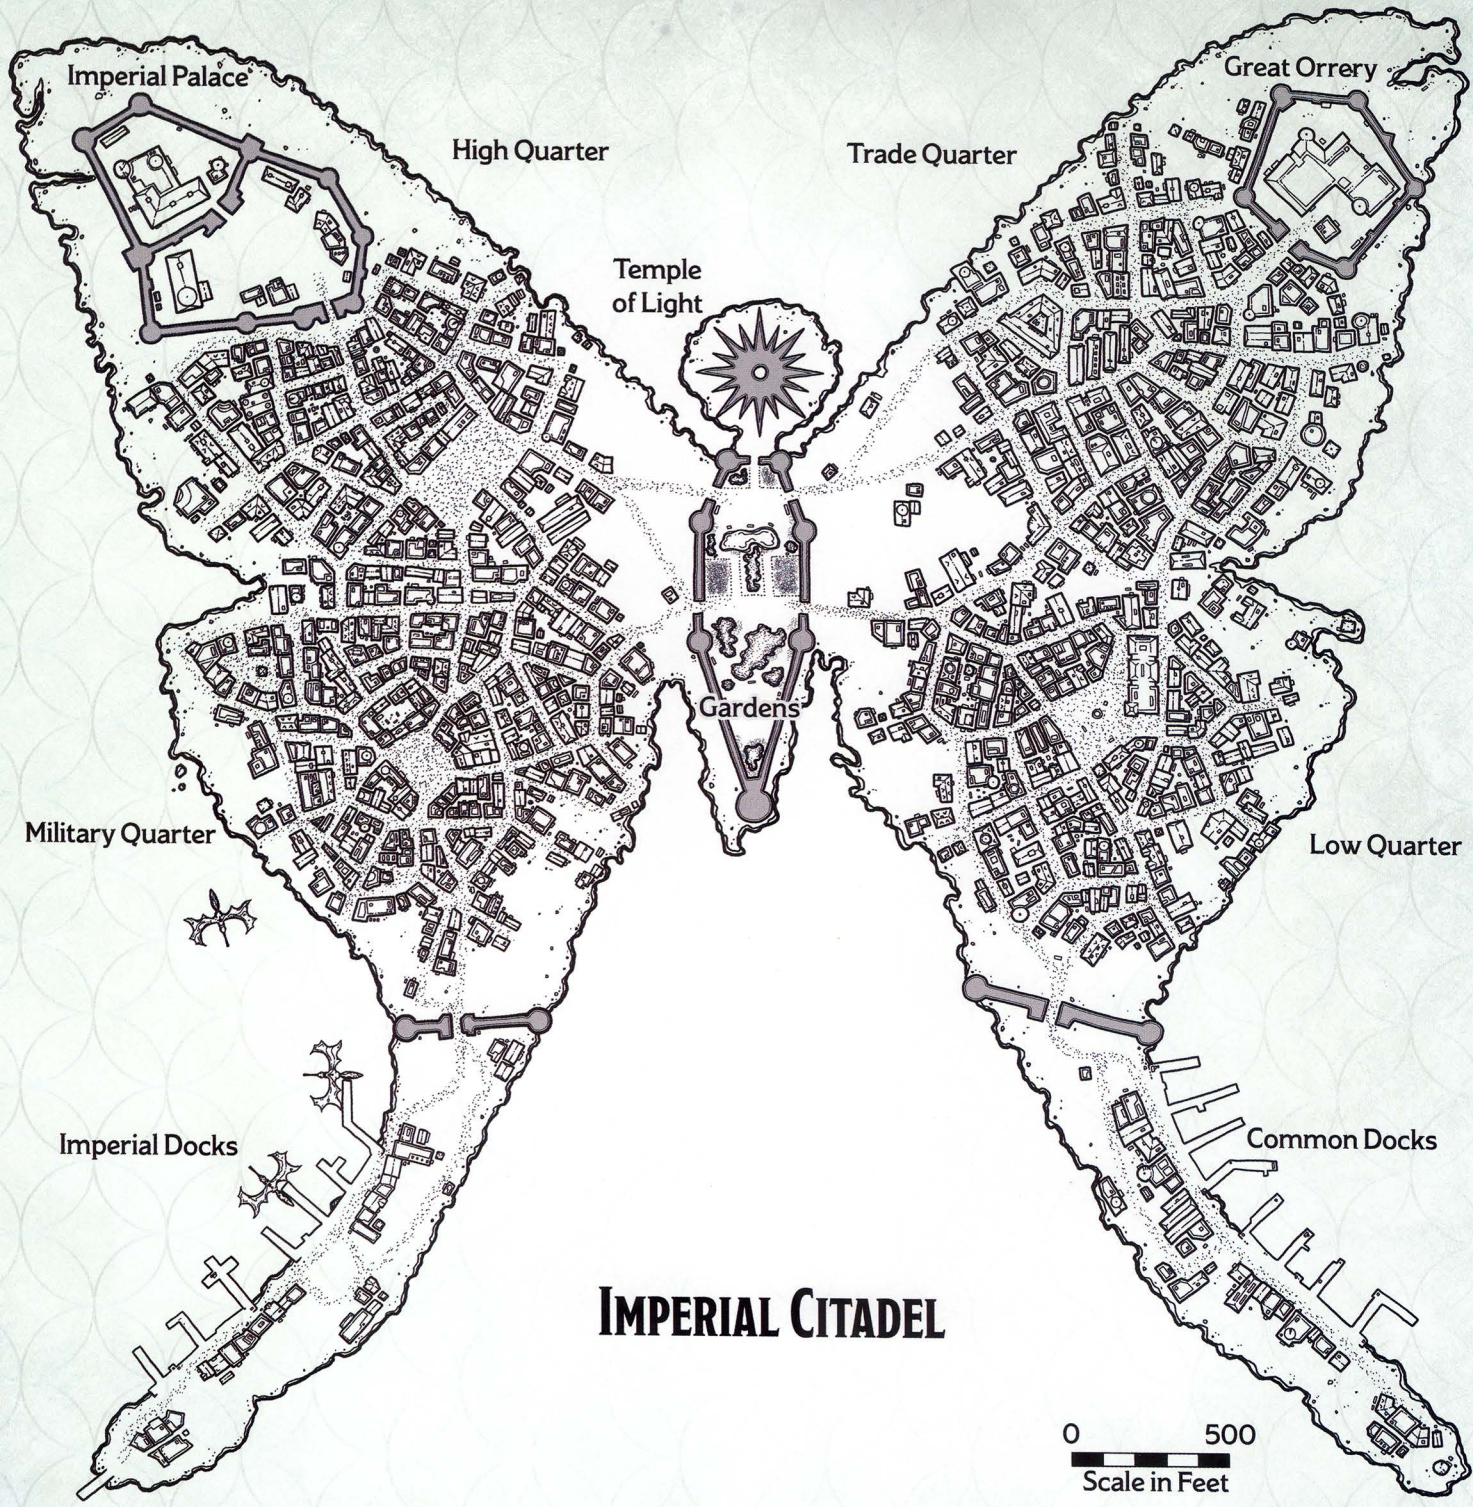 Imperial Palace
Great Orrery
High Quarter
Trade Quarter
Temple
of Light
Gardens
Military Quarter
Low Quarter
Imperial Docks
Common Docks
IMPERIAL CITADEL
0 500
Scale in Feet